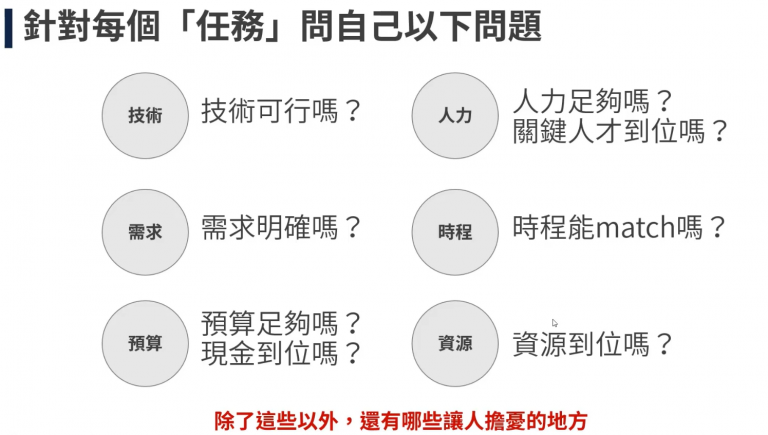 針對每個「任務」問自己以下問題
技術
技術可行嗎？
人力
人力足夠嗎？
關鍵人才到位嗎？
需求
需求明確嗎？
時程
時程能match嗎？
預算
預算足夠嗎？
現金到位嗎？
資源
資源到位嗎？
除了這些以外，還有哪些讓人擔憂的地方